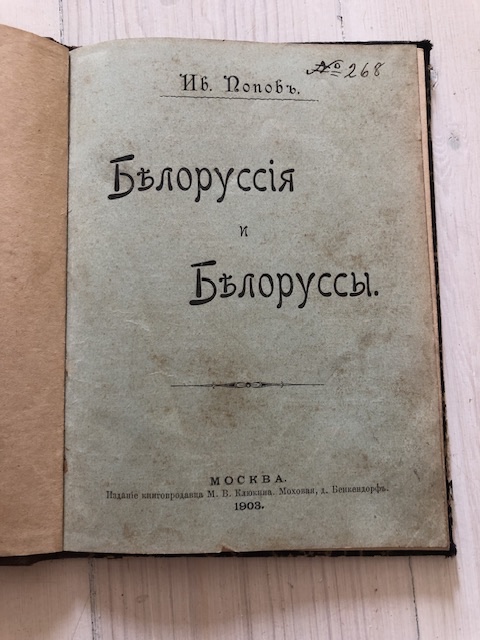 № 268
Ив. Поповъ.
Бѣлоруссія
и
Бѣлоруссы.
МОСКВА.
Изданіе книгопродавца М. В. Клюкина. Моховая, д. Бенкендорфъ.
1903.